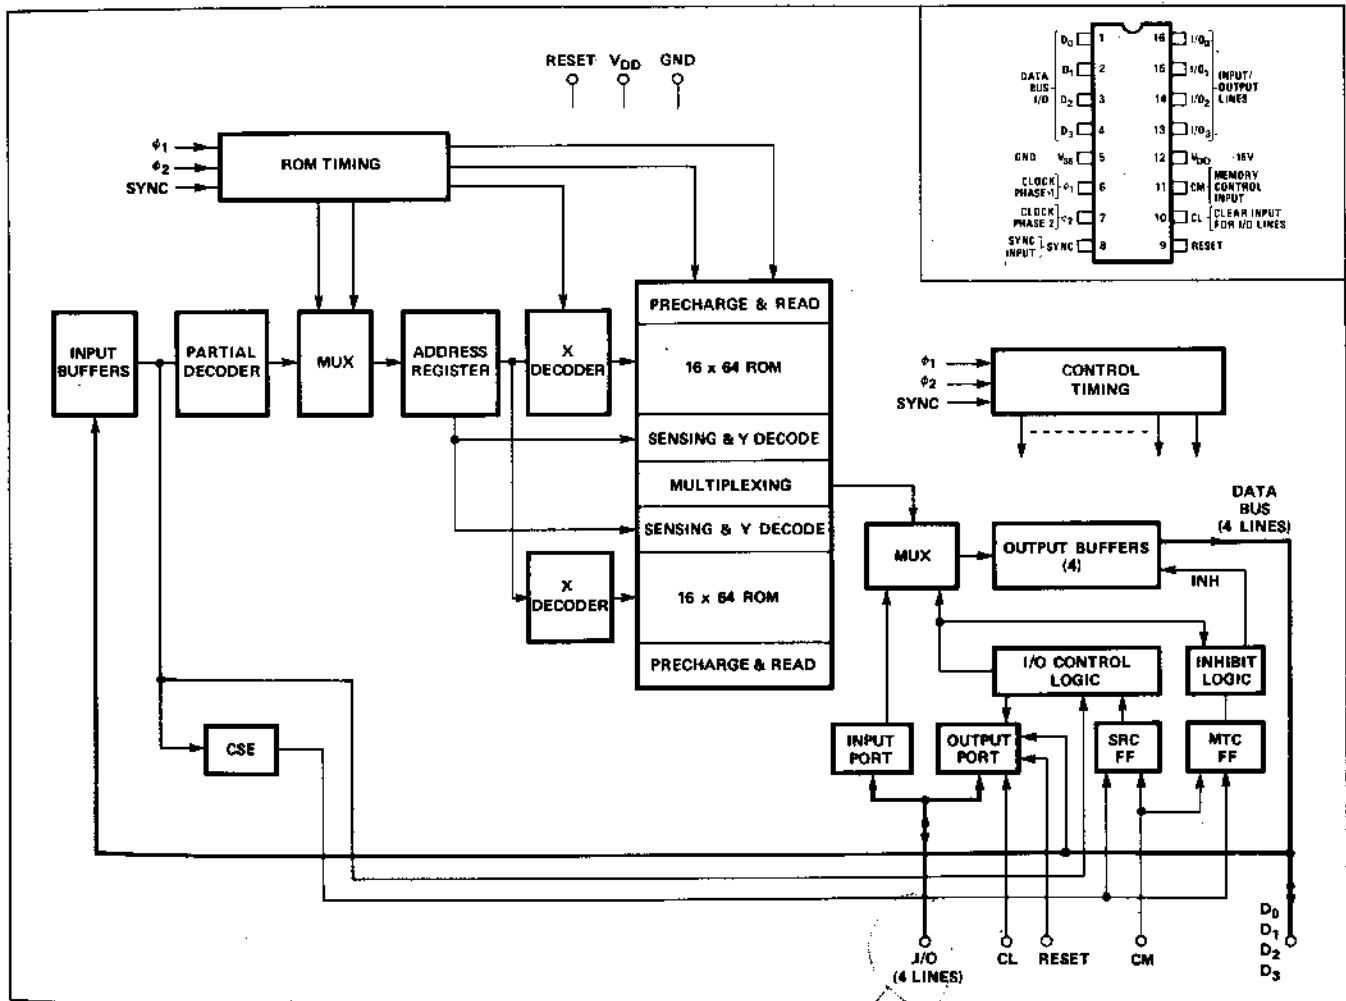 RESET VDD GND
ϕ1
ϕ2
SYNC
ROM TIMING
INPUT BUFFERS
PARTIAL DECODER
MUX
ADDRESS REGISTER
X DECODER
PRECHARGE & READ
16 x 64 ROM
SENSING & Y DECODE
MULTIPLEXING
SENSING & Y DECODE
X DECODER
16 x 64 ROM
PRECHARGE & READ
CSE
D0 1 16 I/O0
D1 2 15 I/O1
D2 3 14 I/O2
D3 4 13 I/O3
DATA BUS I/O
INPUT/OUTPUT LINES
GND VSS 5 12 VDD -15V
CLOCK PHASE-1 ϕ1 6 11 CM MEMORY CONTROL INPUT
CLOCK PHASE 2 ϕ2 7 10 CL CLEAR INPUT FOR I/O LINES
SYNC INPUT SYNC 8 9 RESET
ϕ1
ϕ2
SYNC
CONTROL TIMING
MUX
OUTPUT BUFFERS (4)
DATA BUS (4 LINES)
INH
I/O CONTROL LOGIC
INHIBIT LOGIC
INPUT PORT
OUTPUT PORT
SRC FF
MTC FF
I/O (4 LINES)
CL
RESET
CM
D0
D1
D2
D3